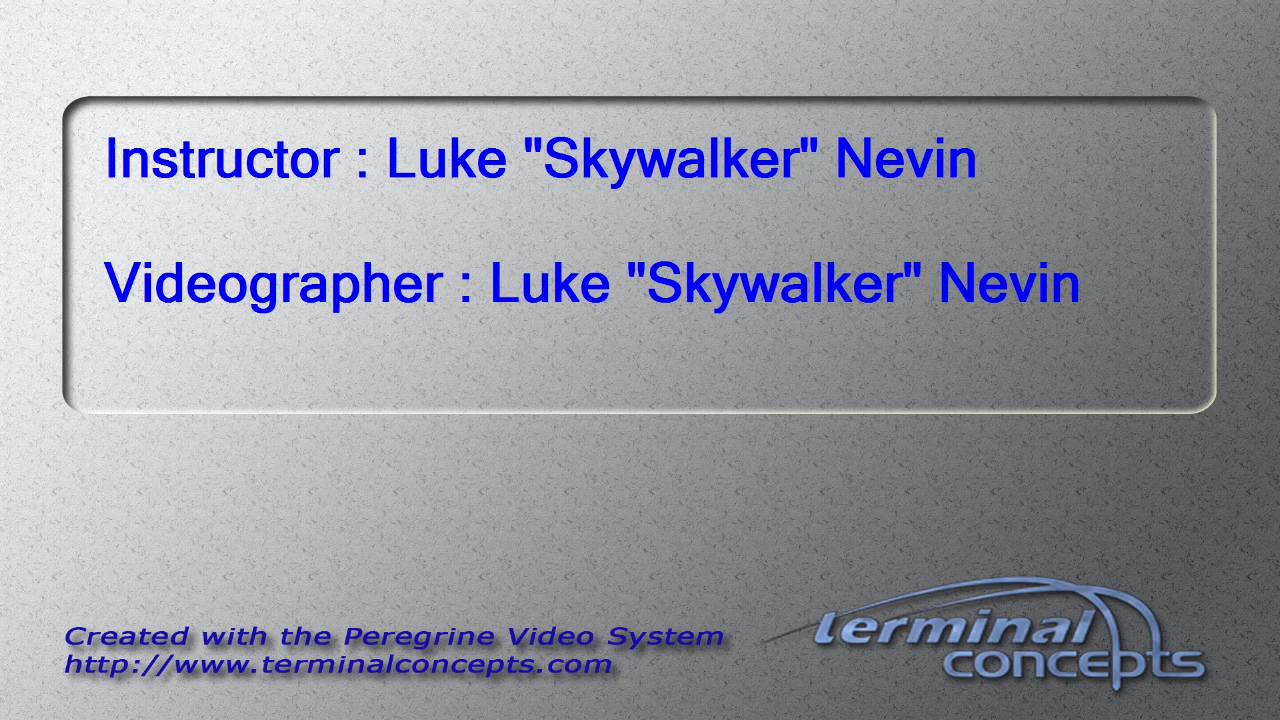 Instructor : Luke "Skywalker" Nevin
Videographer : Luke "Skywalker" Nevin
Created with the Peregrine Video System
http://www.terminalconcepts.com
terminal
concepts